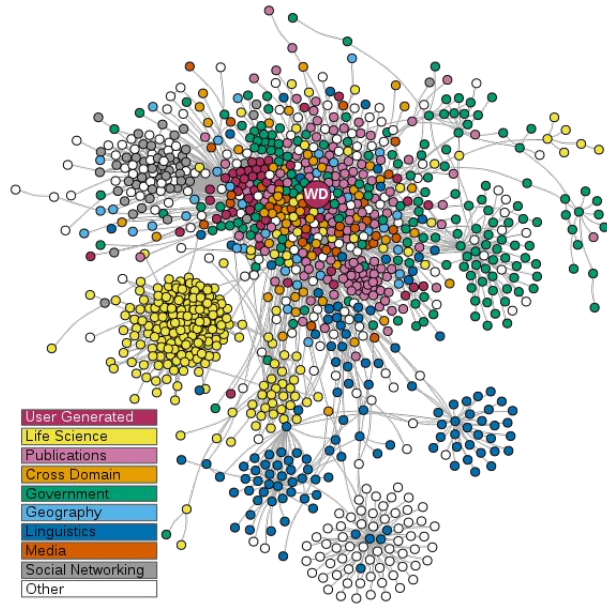 WD
User Generated
Life Science
Publications
Cross Domain
Government
Geography
Linguistics
Media
Social Networking
Other